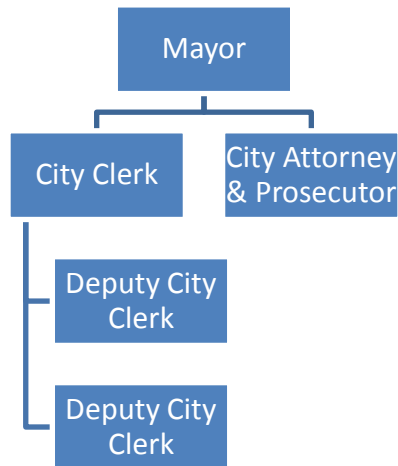 Mayor
City Clerk
City Attorney
& Prosecutor
Deputy City
Clerk
Deputy City
Clerk